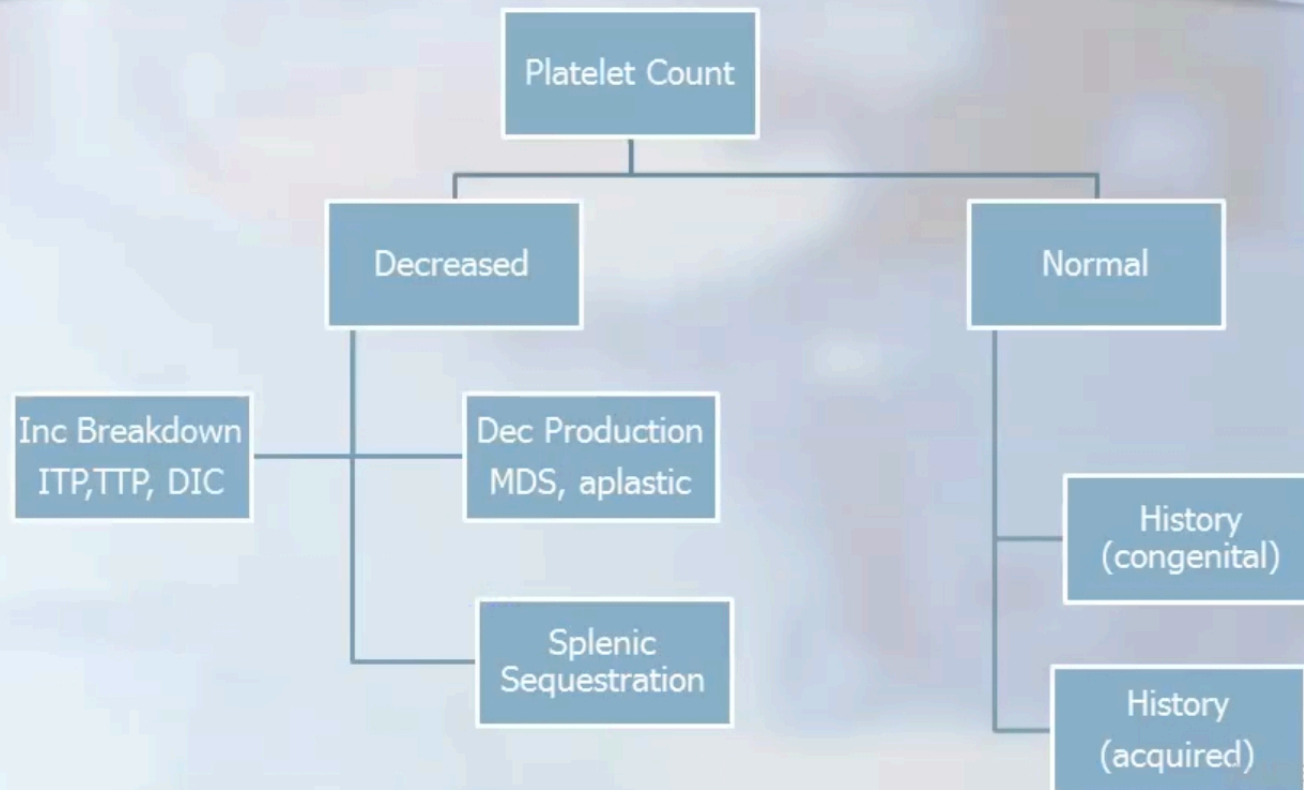 Platelet Count
Decreased
Normal
Inc Breakdown
ITP,TTP, DIC
Dec Production
MDS, aplastic
History
(congenital)
Splenic
Sequestration
History
(acquired)